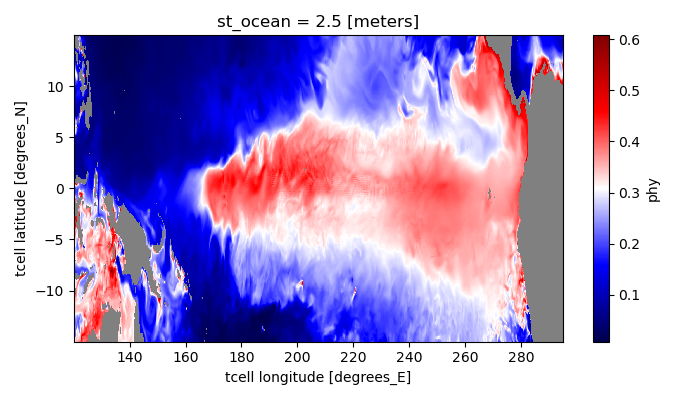 st_ocean = 2.5 [meters]
10
5
0
−5
−10
tcell latitude [degrees_N]
140 160 180 200 220 240 260 280
tcell longitude [degrees_E]
0.6
0.5
0.4
0.3
0.2
0.1
phy